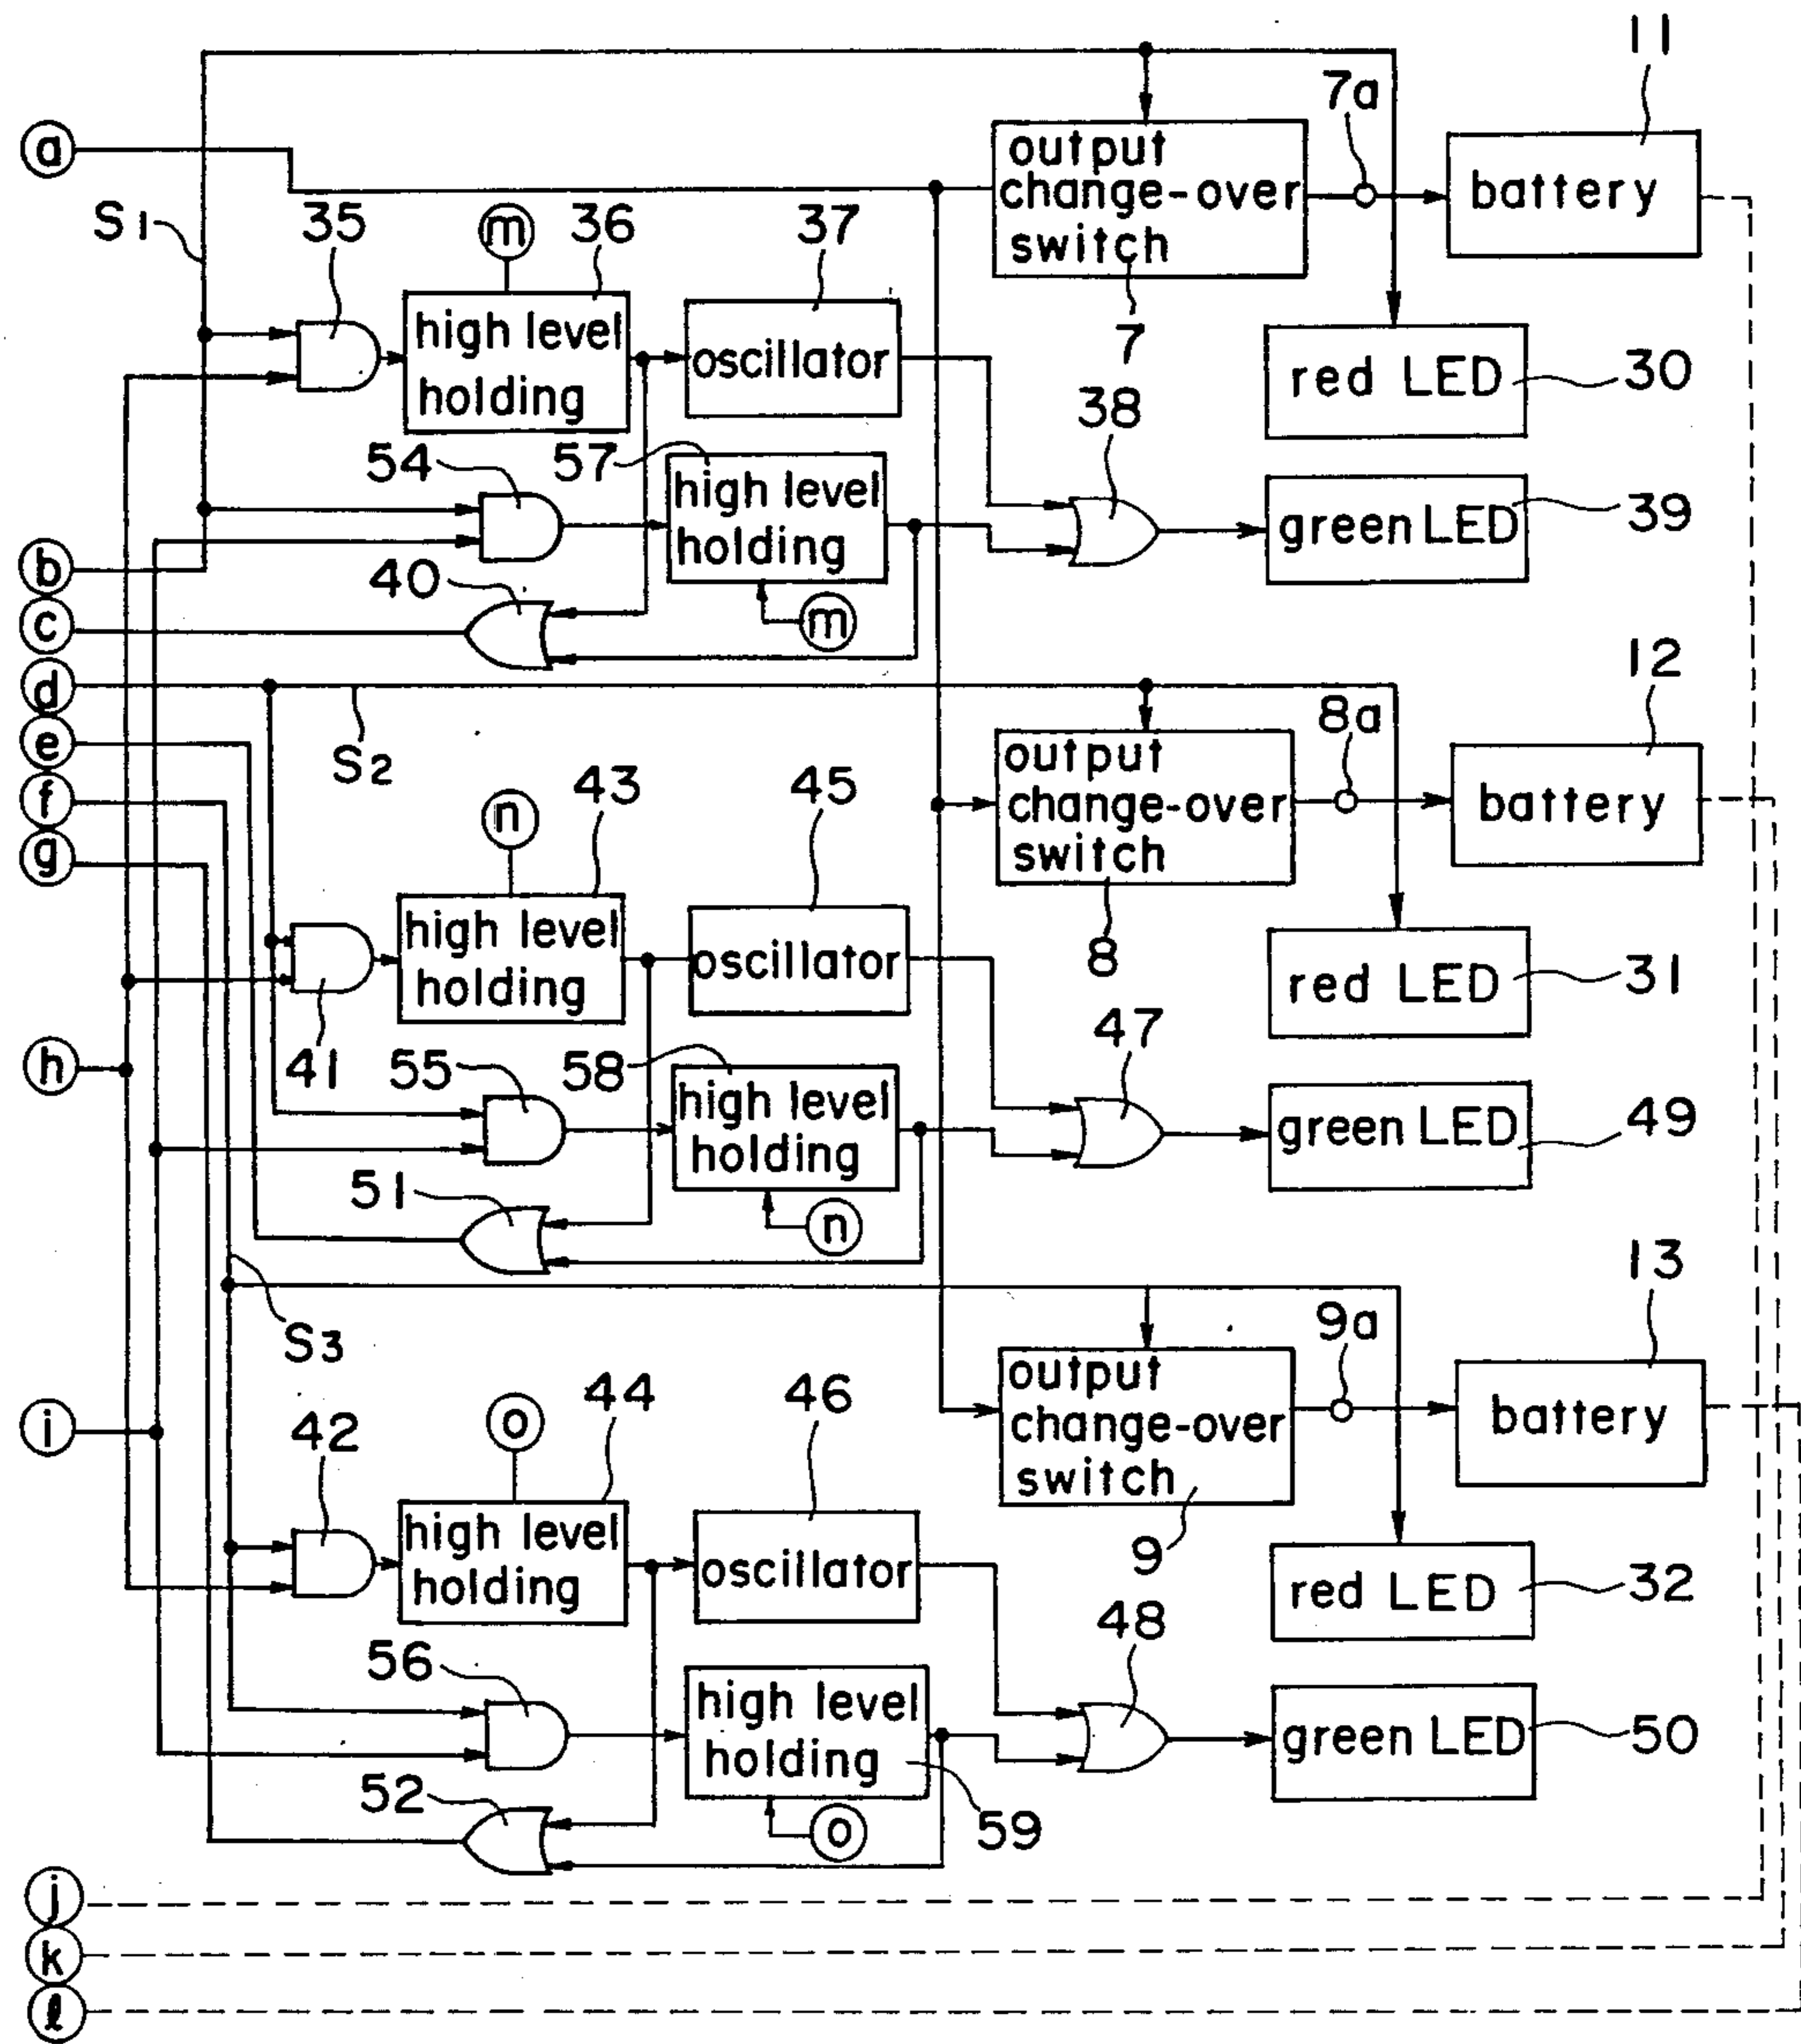 11
7a
a
output
change-over
switch
battery
S1
35
m
36
37
7
high level
holding
oscillator
red LED
30
38
54
57
high level
holding
green LED
39
b
40
c
m
d
12
8a
e
S2
output
change-over
switch
battery
f
n
43
45
g
8
high level
holding
oscillator
red LED
31
47
h
41
55
58
high level
holding
green LED
49
51
n
13
9a
S3
output
change-over
switch
battery
i
42
o
44
46
9
high level
holding
oscillator
red LED
32
48
56
high level
holding
green LED
50
52
o
59
j
k
l